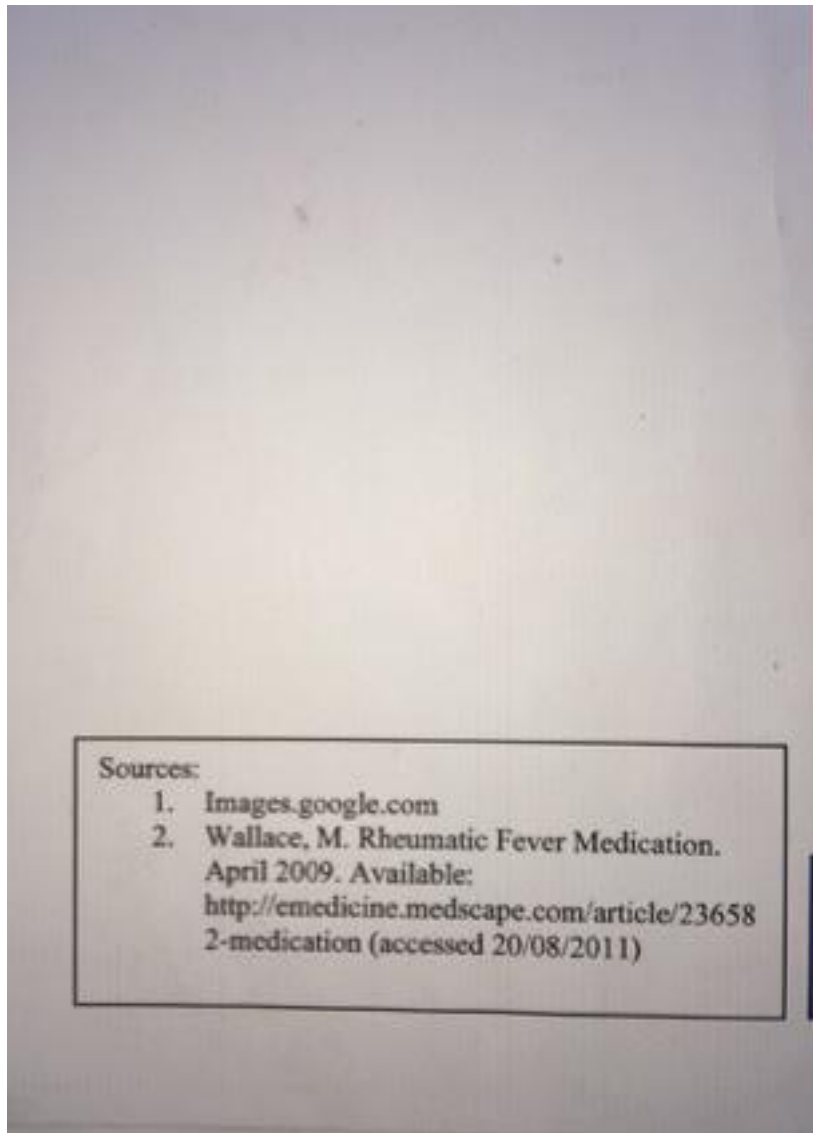 Sources:
1. Images.google.com
2. Wallace, M. Rheumatic Fever Medication.
April 2009. Available:
http://emedicine.medscape.com/article/23658
2-medication (accessed 20/08/2011)